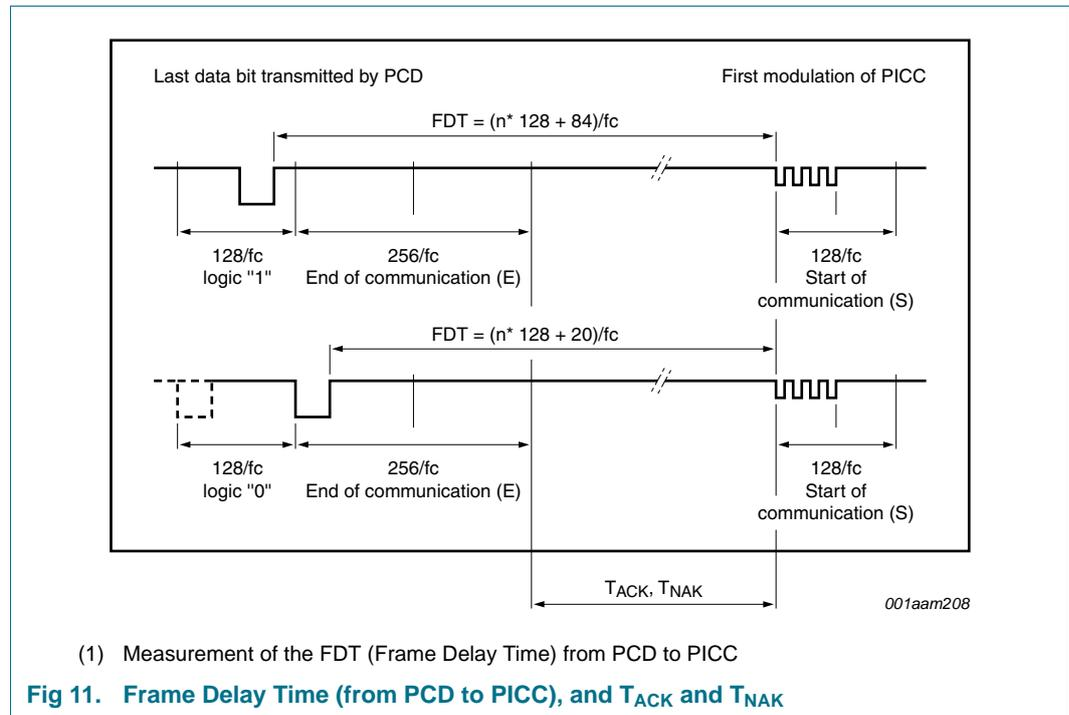 Last data bit transmitted by PCD
First modulation of PICC
FDT = (n* 128 + 84)/fc
128/fc
logic "1"
256/fc
End of communication (E)
128/fc
Start of
communication (S)
FDT = (n* 128 + 20)/fc
128/fc
logic "0"
256/fc
End of communication (E)
128/fc
Start of
communication (S)
TACK, TNAK
001aam208
(1) Measurement of the FDT (Frame Delay Time) from PCD to PICC
Fig 11. Frame Delay Time (from PCD to PICC), and TACK and TNAK